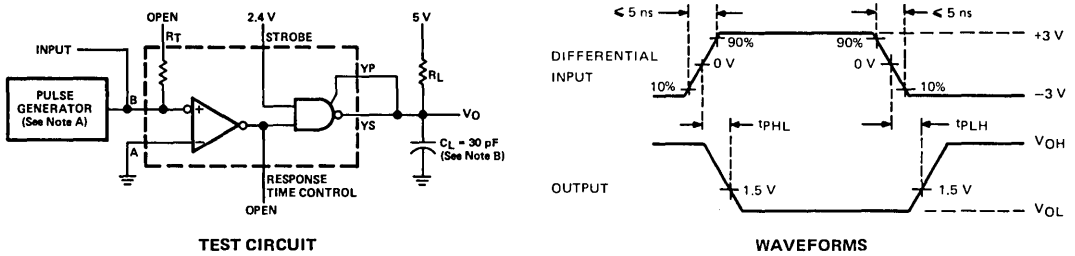 OPEN
2.4 V
5 V
RT
STROBE
INPUT
YP
RL
PULSE
GENERATOR
(See Note A)
B
+
−
A
VO
YS
CL = 30 pF
(See Note B)
RESPONSE
TIME CONTROL
OPEN
TEST CIRCUIT
≤ 5 ns
≤ 5 ns
+3 V
90%
90%
DIFFERENTIAL
INPUT
0 V
0 V
10%
10%
−3 V
tPHL
tPLH
VOH
OUTPUT
1.5 V
1.5 V
VOL
WAVEFORMS